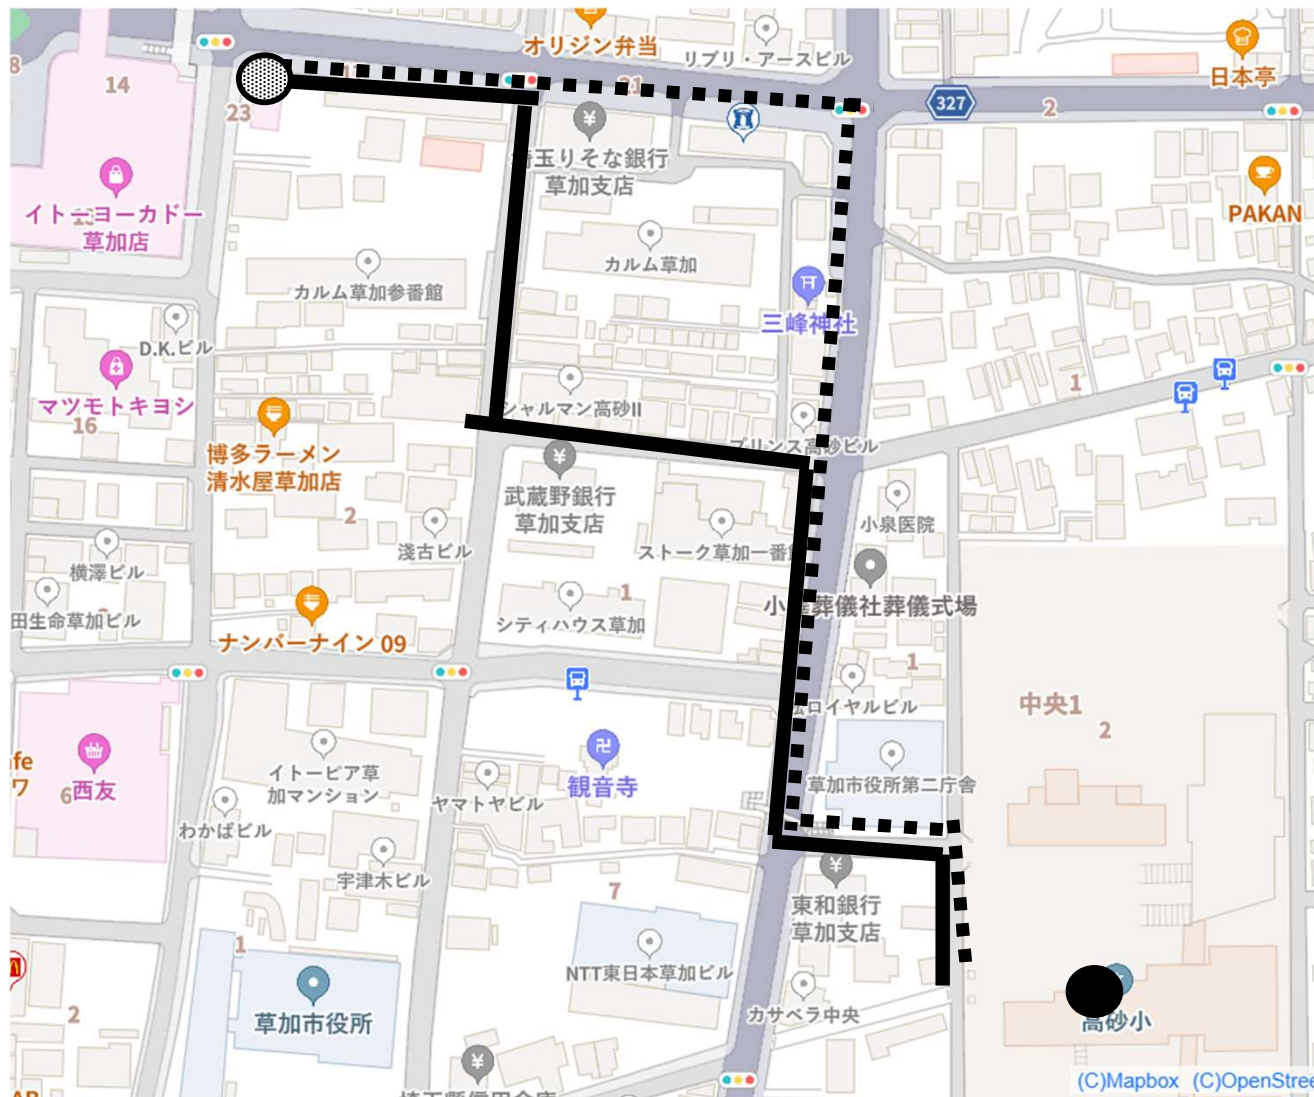 オリジン弁当
リブリ・アースビル
日本亭
8
14
21
327
2
23
埼玉りそな銀行
草加支店
イトーヨーカドー
草加店
PAKAN
カルム草加
カルム草加参番館
三峰神社
D.K.ビル
マツモトキヨシ
16
シャルマン高砂II
1
プリンス高砂ビル
博多ラーメン
清水屋草加店
武蔵野銀行
草加支店
2
淺古ビル
ストーク草加一番
小泉医院
横澤ビル
田生命草加ビル
シティハウス草加
1
葬儀社葬儀式場
ナンバーナイン 09
1
ロイヤルビル
中央1
2
西友
6
イトーピア草
加マンション
ヤマトヤビル
観音寺
草加市役所第二庁舎
わかばビル
宇津木ビル
7
東和銀行
草加支店
1
NTT東日本草加ビル
カサベラ中央
2
草加市役所
高砂小
(C)Mapbox (C)OpenStree